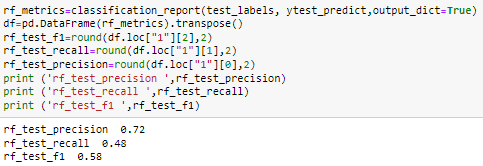 rf_metrics=classification_report(test_labels, ytest_predict,output_dict=True)
df=pd.DataFrame(rf_metrics).transpose()
rf_test_f1=round(df.loc["1"][2],2)
rf_test_recall=round(df.loc["1"][1],2)
rf_test_precision=round(df.loc["1"][0],2)
print ('rf_test_precision ',rf_test_precision)
print ('rf_test_recall ',rf_test_recall)
print ('rf_test_f1 ',rf_test_f1)
rf_test_precision  0.72
rf_test_recall  0.48
rf_test_f1  0.58